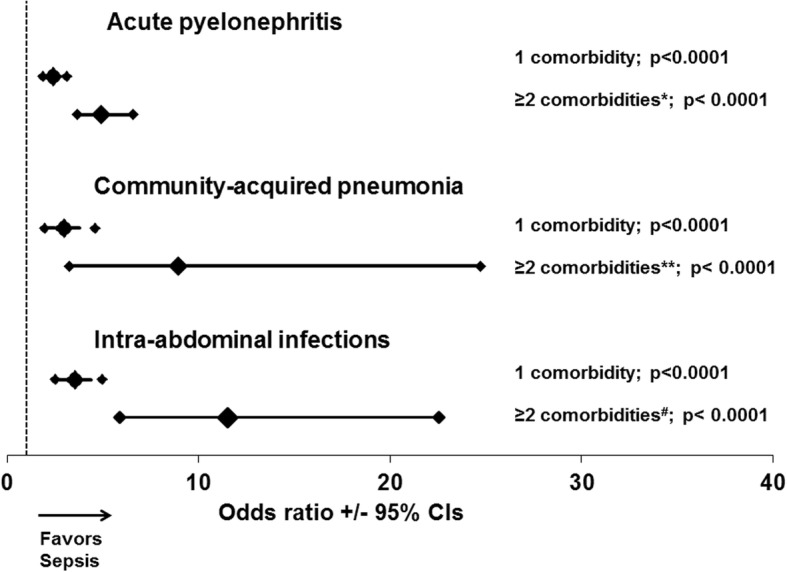 Acute pyelonephritis
1 comorbidity; p<0.0001
≥2 comorbidities*; p< 0.0001
Community-acquired pneumonia
1 comorbidity; p<0.0001
≥2 comorbidities**; p< 0.0001
Intra-abdominal infections
1 comorbidity; p<0.0001
≥2 comorbidities#; p< 0.0001
0 10 20 30 40
Odds ratio +/- 95% CIs
Favors
Sepsis